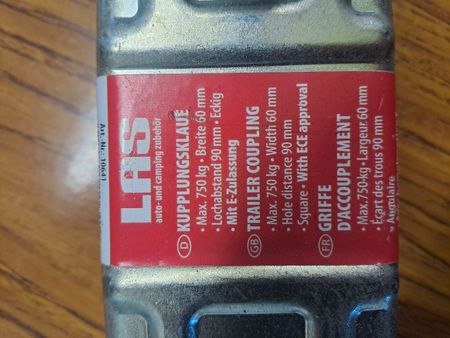 LAS
auto- und camping zubehör
Art.-Nr. 10641
D KUPPLUNGSKLAUE
• Max. 750 kg • Breite 60 mm
• Lochabstand 90 mm • Eckig
• Mit E-Zulassung
GB TRAILER COUPLING
• Max. 750 kg • Width 60 mm
• Hole distance 90 mm
• Square • With ECE approval
FR GRIFFE
D'ACCOUPLEMENT
• Max.750-kg • Largeur 60 mm
• Écart des trous 90 mm
• Angulaire